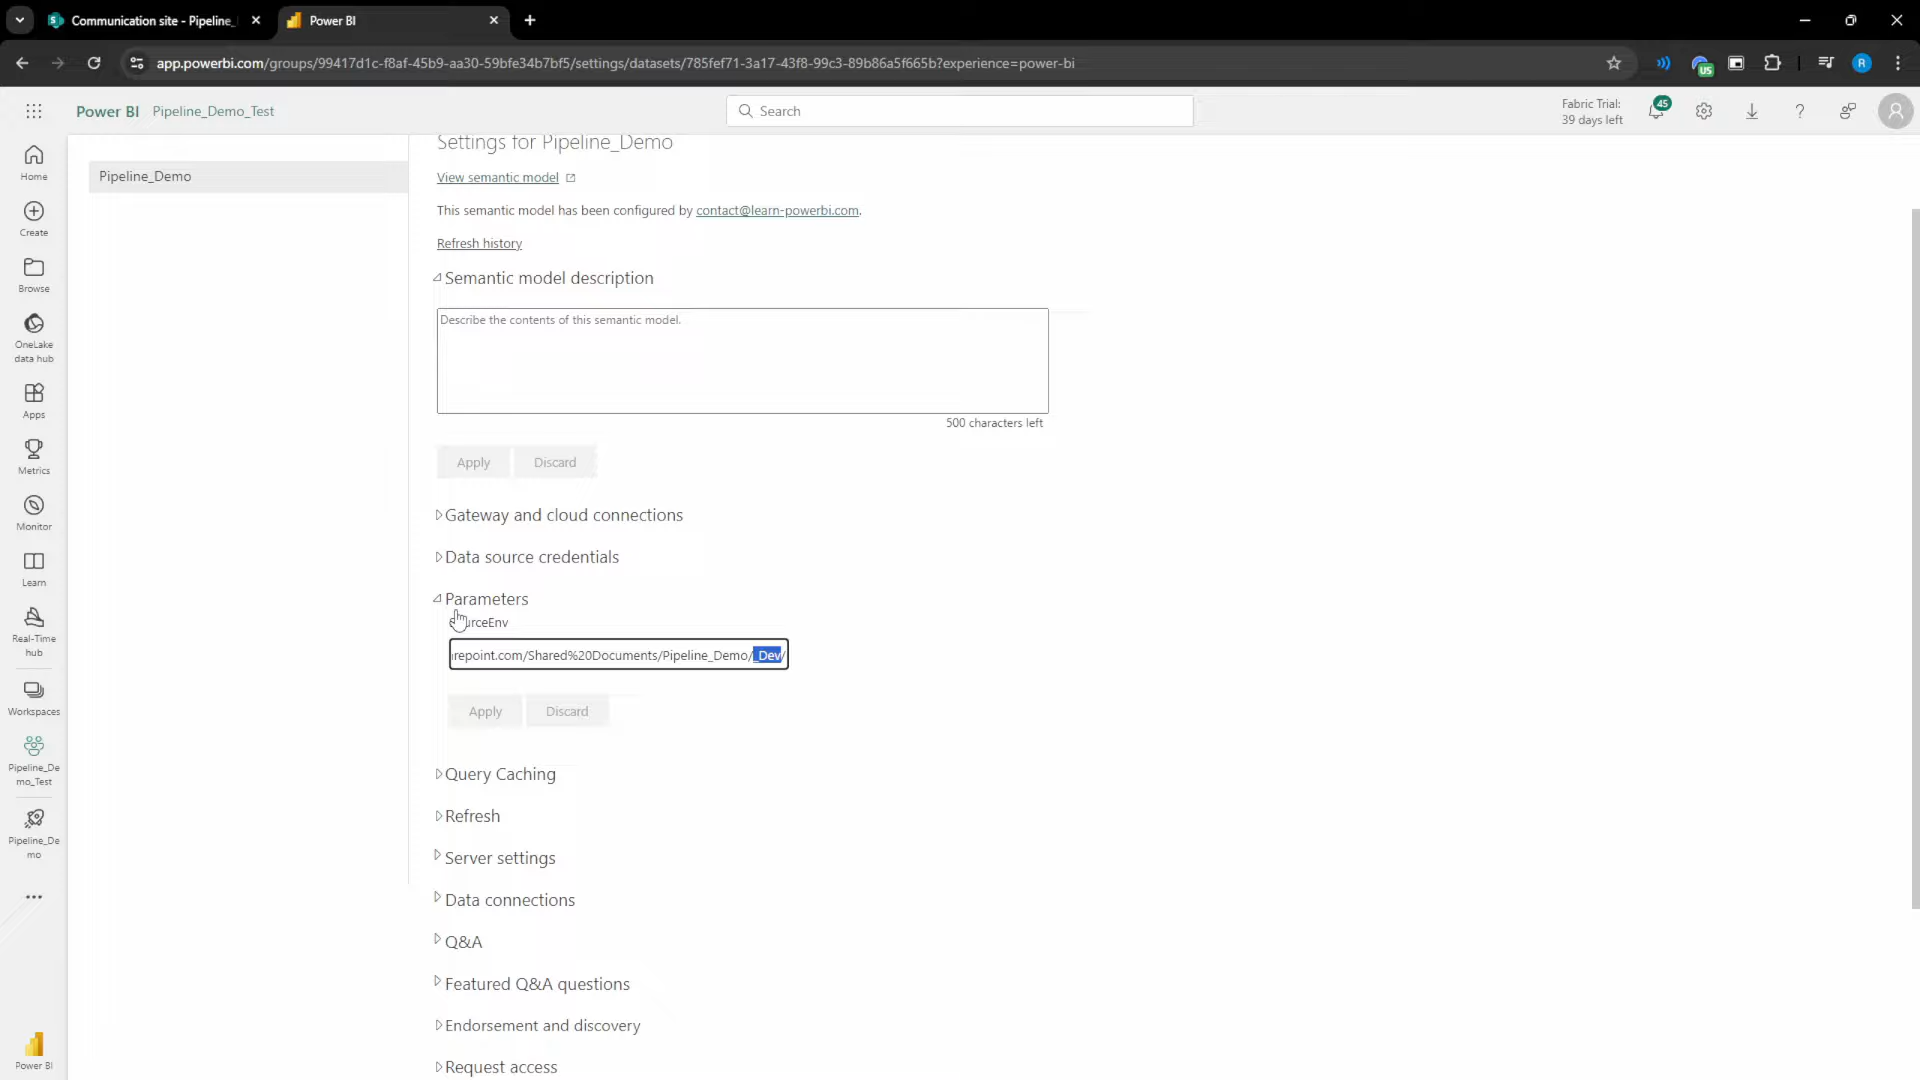 Communication site - Pipeline_
Power BI
app.powerbi.com/groups/99417d1c-f8af-45b9-aa30-59bfe34b7bf5/settings/datasets/785fef71-3a17-43f8-99c3-89b86a5f665b?experience=power-bi
US
R
Power BI Pipeline_Demo_Test
Search
Fabric Trial:
39 days left
45
Home
Create
Browse
OneLake
data hub
Apps
Metrics
Monitor
Learn
Real-Time
hub
Workspaces
Pipeline_De
mo_Test
Pipeline_De
mo
Power BI
Pipeline_Demo
Settings for Pipeline_Demo
View semantic model
This semantic model has been configured by contact@learn-powerbi.com.
Refresh history
Semantic model description
Describe the contents of this semantic model.
500 characters left
Apply Discard
Gateway and cloud connections
Data source credentials
Parameters
SourceEnv
arepoint.com/Shared%20Documents/Pipeline_Demo/_Dev/
Apply Discard
Query Caching
Refresh
Server settings
Data connections
Q&A
Featured Q&A questions
Endorsement and discovery
Request access